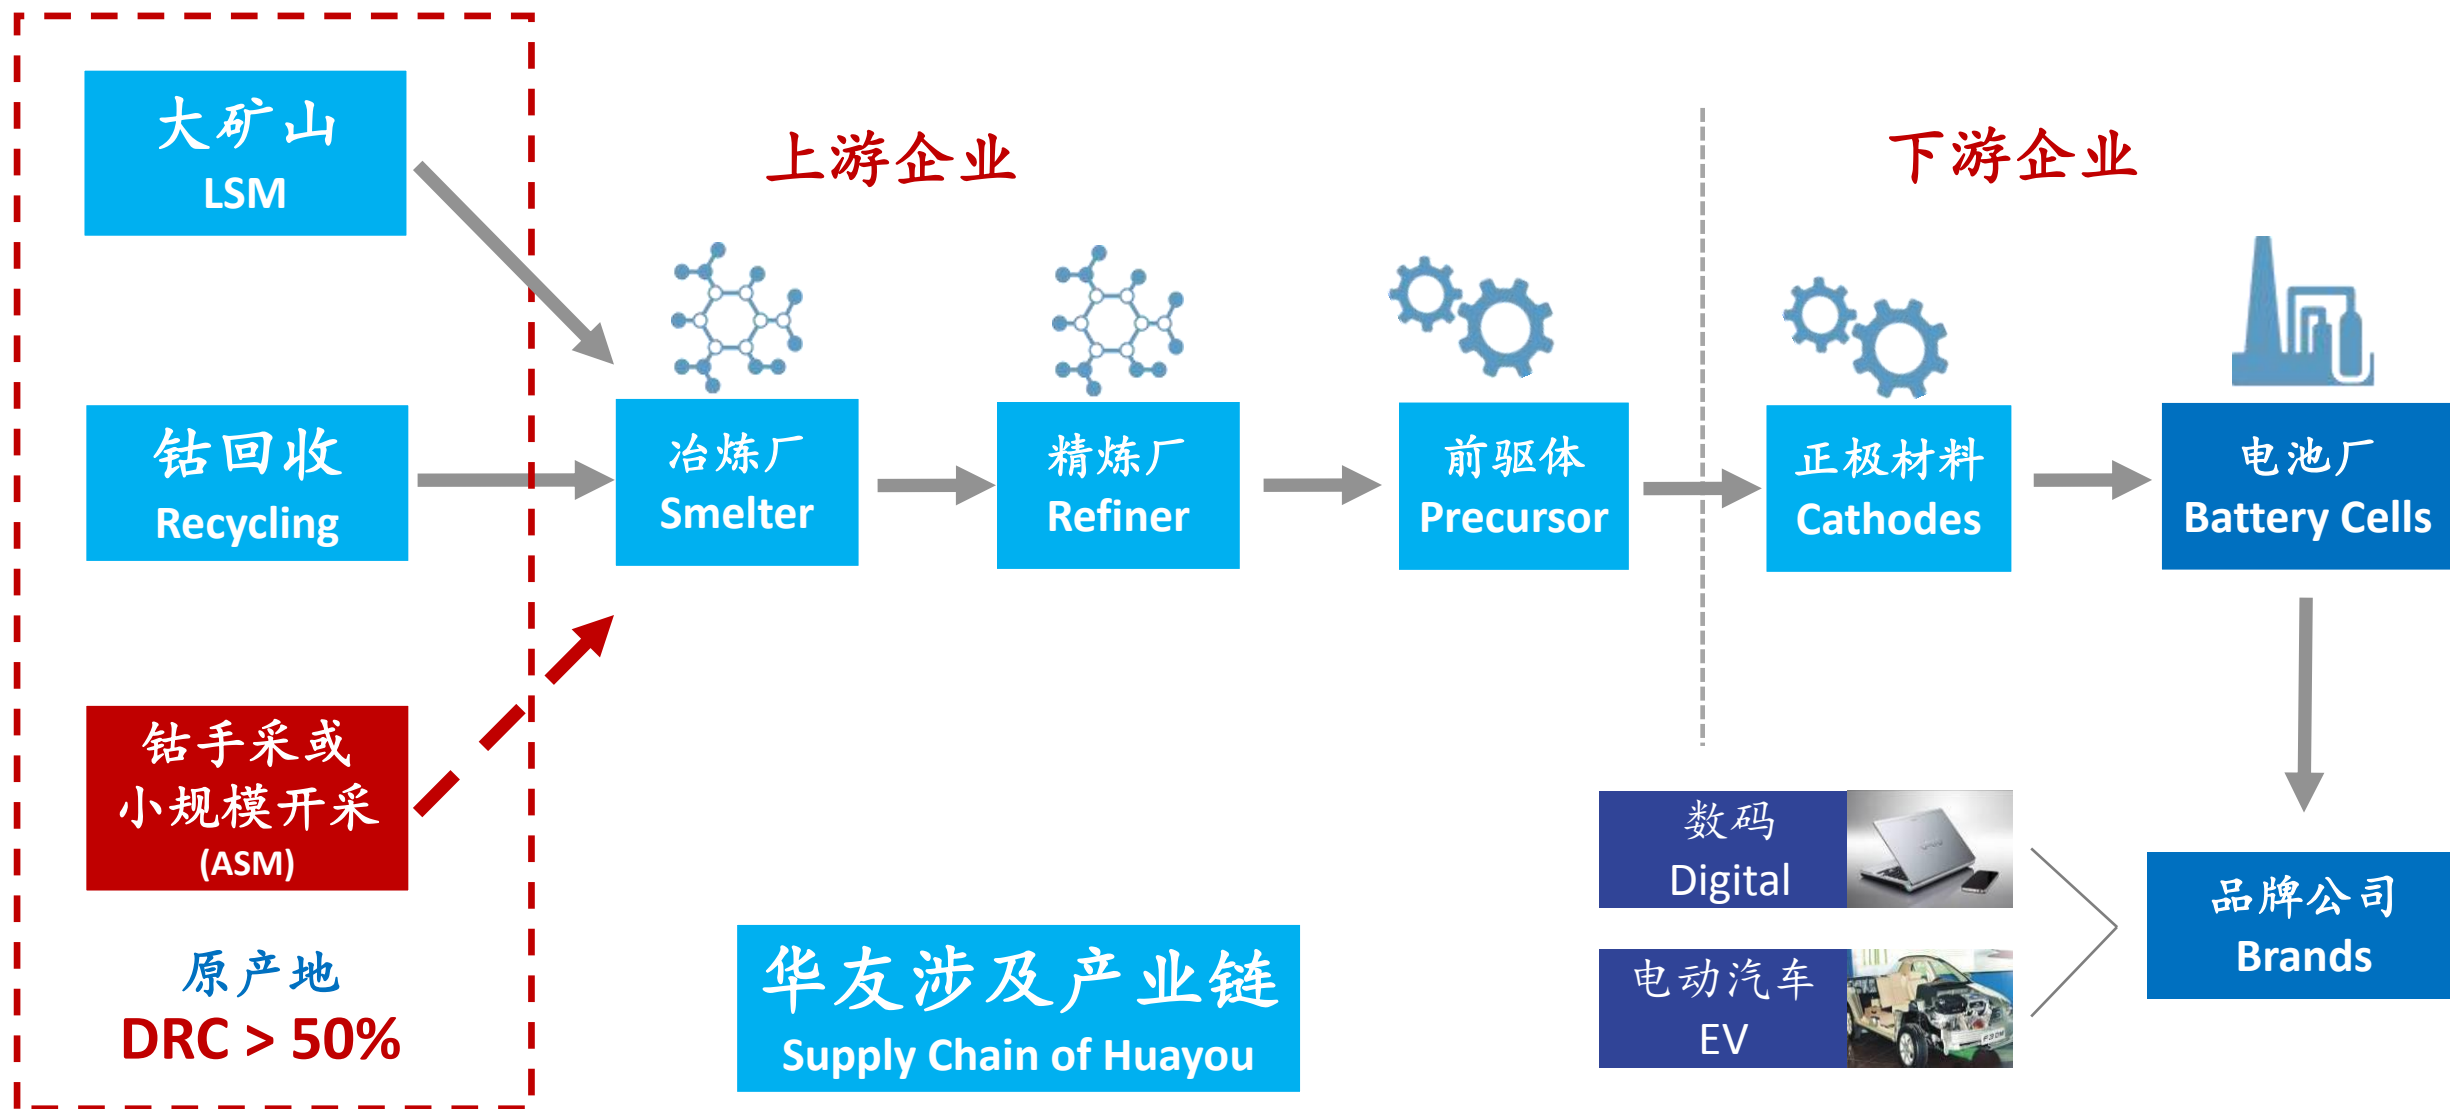 大矿山
LSM
钴回收
Recycling
钴手采或
小规模开采
(ASM)
原产地
DRC > 50%
上游企业
下游企业
冶炼厂
Smelter
精炼厂
Refiner
前驱体
Precursor
正极材料
Cathodes
电池厂
Battery Cells
数码
Digital
电动汽车
EV
品牌公司
Brands
华友涉及产业链
Supply Chain of Huayou